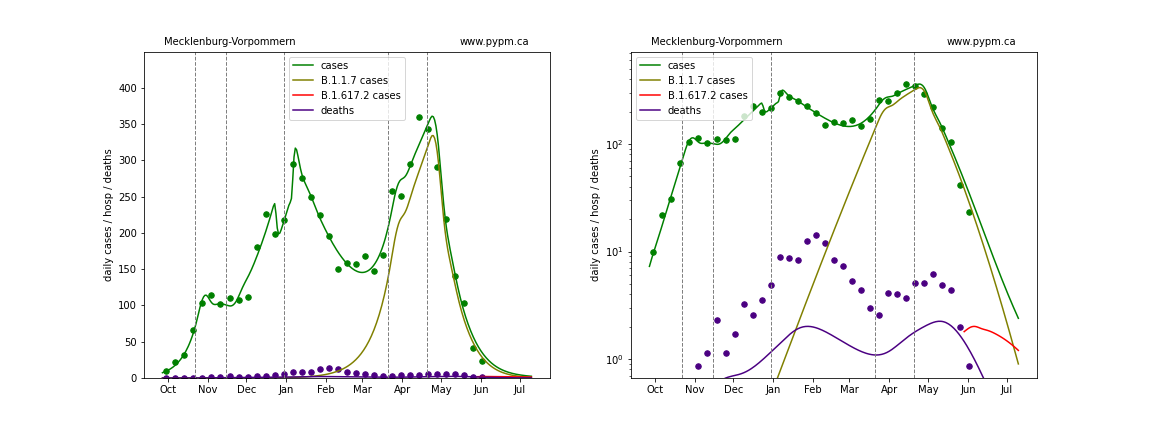 Mecklenburg-Vorpommern www.pypm.ca
cases
B.1.1.7 cases
B.1.617.2 cases
deaths
daily cases / hosp / deaths
400
350
300
250
200
150
100
50
0
Oct Nov Dec Jan Feb Mar Apr May Jun Jul
Mecklenburg-Vorpommern www.pypm.ca
cases
B.1.1.7 cases
B.1.617.2 cases
deaths
daily cases / hosp / deaths
10²
10¹
10⁰
Oct Nov Dec Jan Feb Mar Apr May Jun Jul